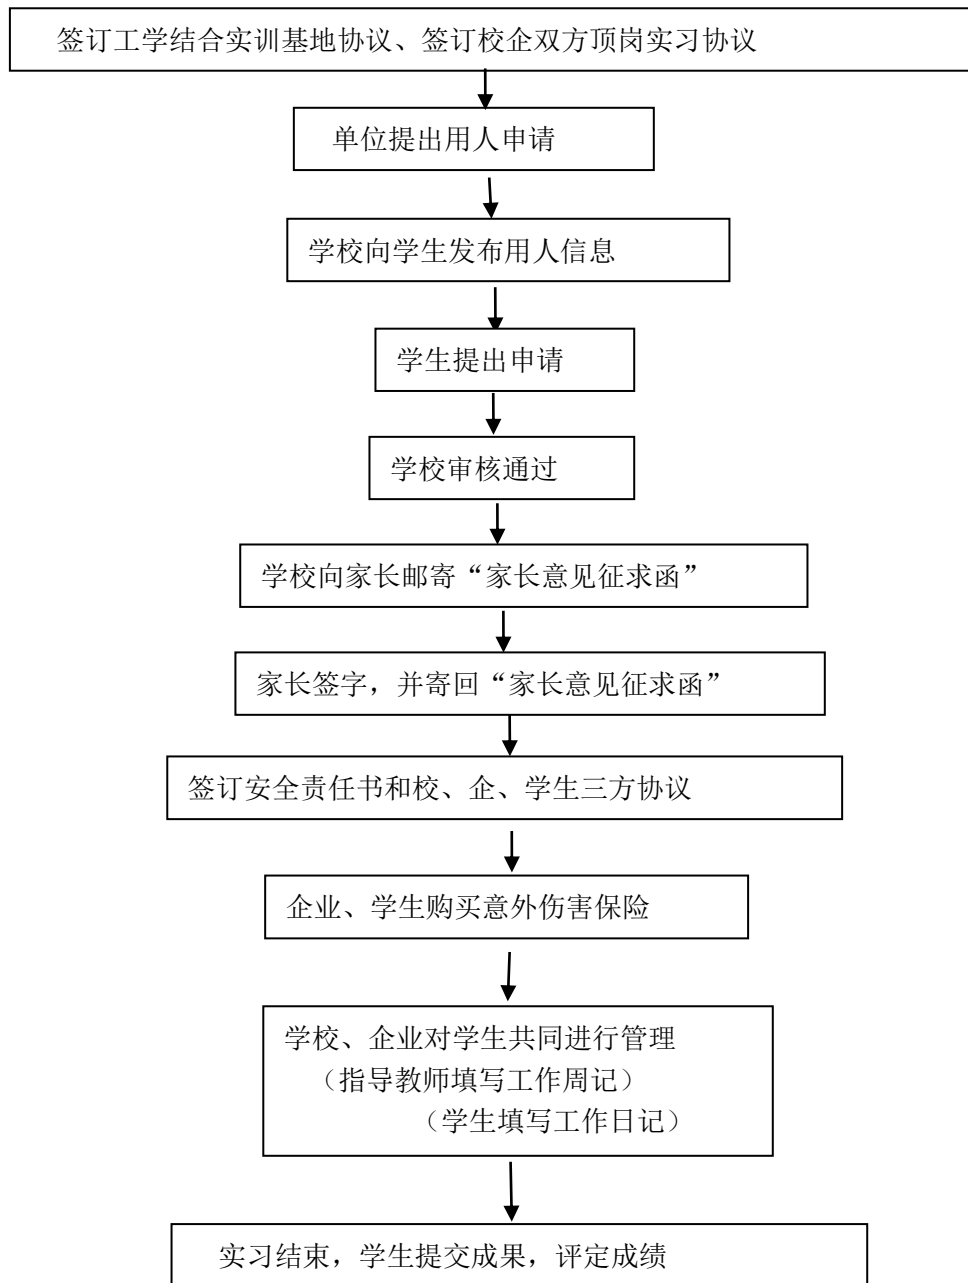 签订工学结合实训基地协议、签订校企双方顶岗实习协议
单位提出用人申请
学校向学生发布用人信息
学生提出申请
学校审核通过
学校向家长邮寄“家长意见征求函”
家长签字，并寄回“家长意见征求函”
签订安全责任书和校、企、学生三方协议
企业、学生购买意外伤害保险
学校、企业对学生共同进行管理
（指导教师填写工作周记）
（学生填写工作日记）
实习结束，学生提交成果，评定成绩